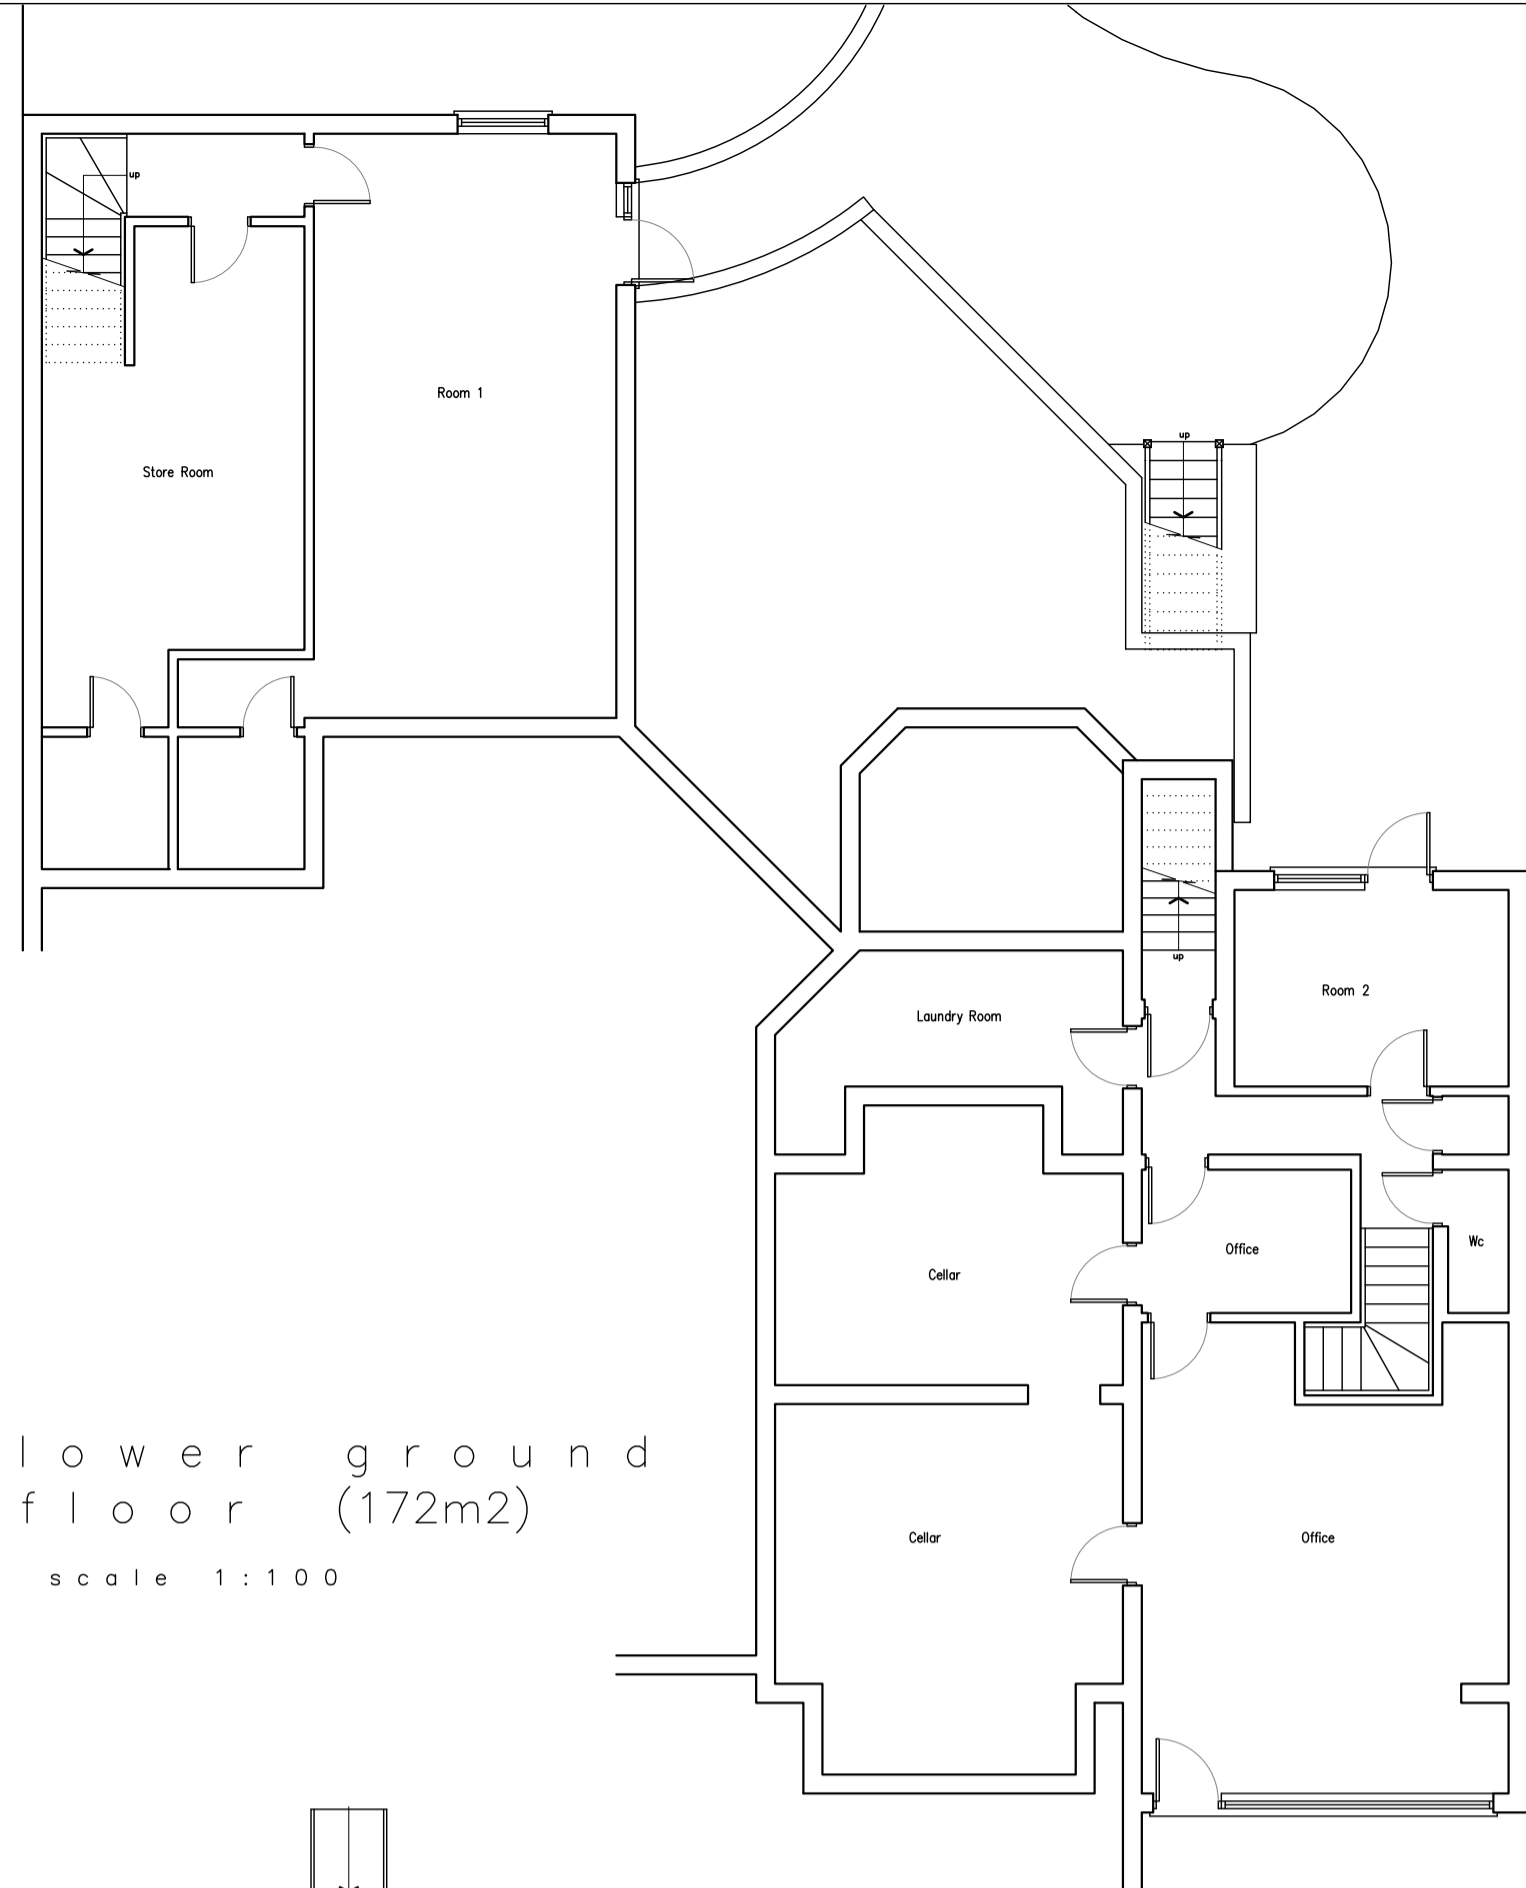 up
Room 1
up
Store Room
Room 2
up
Laundry Room
Office
Wc
Cellar
lower ground
floor (172m2)
scale 1:100
Cellar
Office